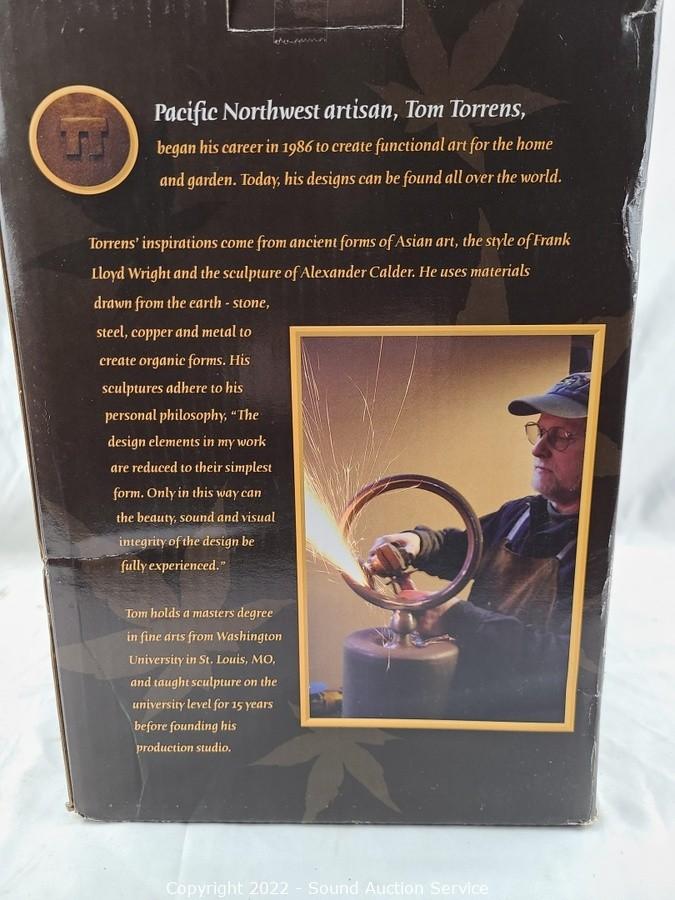 Pacific Northwest artisan, Tom Torrens,
began his career in 1986 to create functional art for the home
and garden. Today, his designs can be found all over the world.
Torrens' inspirations come from ancient forms of Asian art, the style of Frank
Lloyd Wright and the sculpture of Alexander Calder. He uses materials
drawn from the earth - stone,
steel, copper and metal to
create organic forms. His
sculptures adhere to his
personal philosophy, "The
design elements in my work
are reduced to their simplest
form. Only in this way can
the beauty, sound and visual
integrity of the design be
fully experienced."
Tom holds a masters degree
in fine arts from Washington
University in St. Louis, MO,
and taught sculpture on the
university level for 15 years
before founding his
production studio.
Copyright 2022 - Sound Auction Service